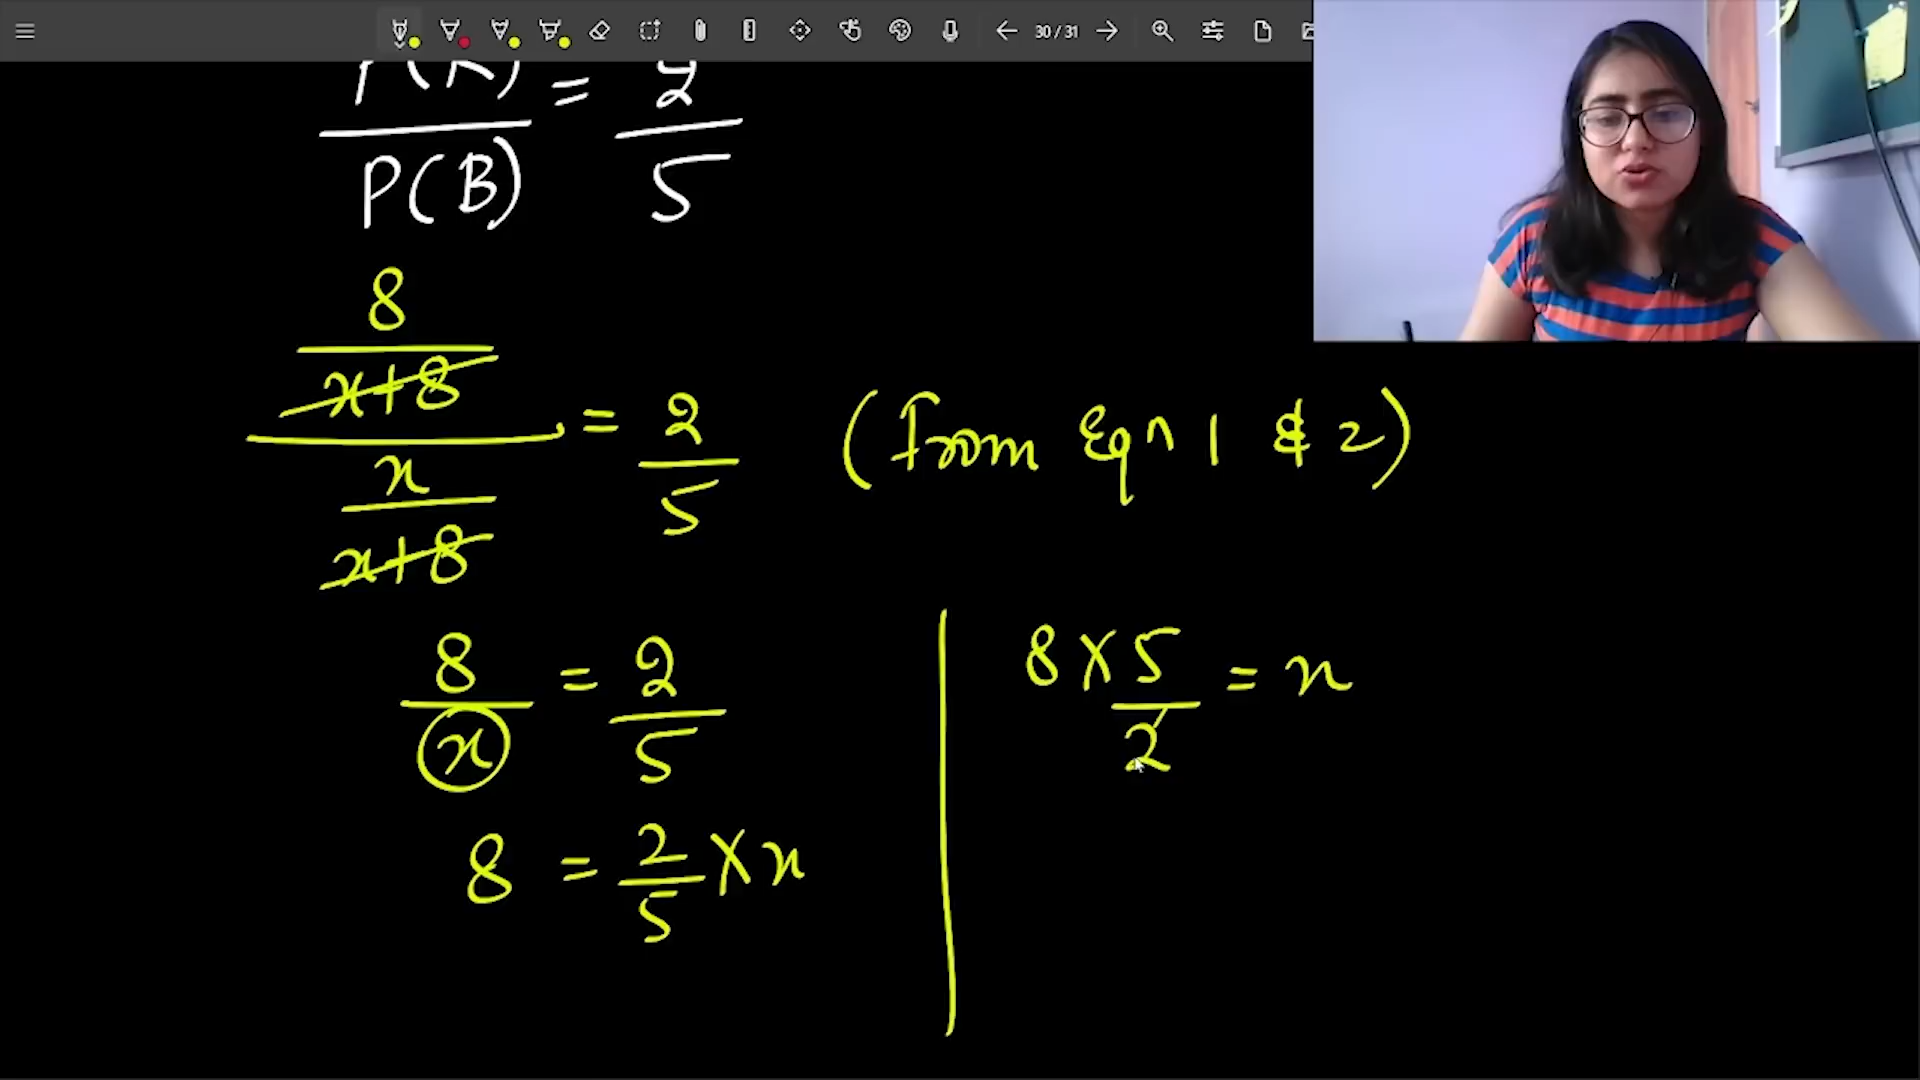 30 / 31
P(R) / P(B) = 2 / 5
8 / x+8 / x / x+8 = 2 / 5 (From Eqn 1 & 2)
8 / x = 2 / 5
8 = 2 / 5 X x
8 X 5 / 2 = x